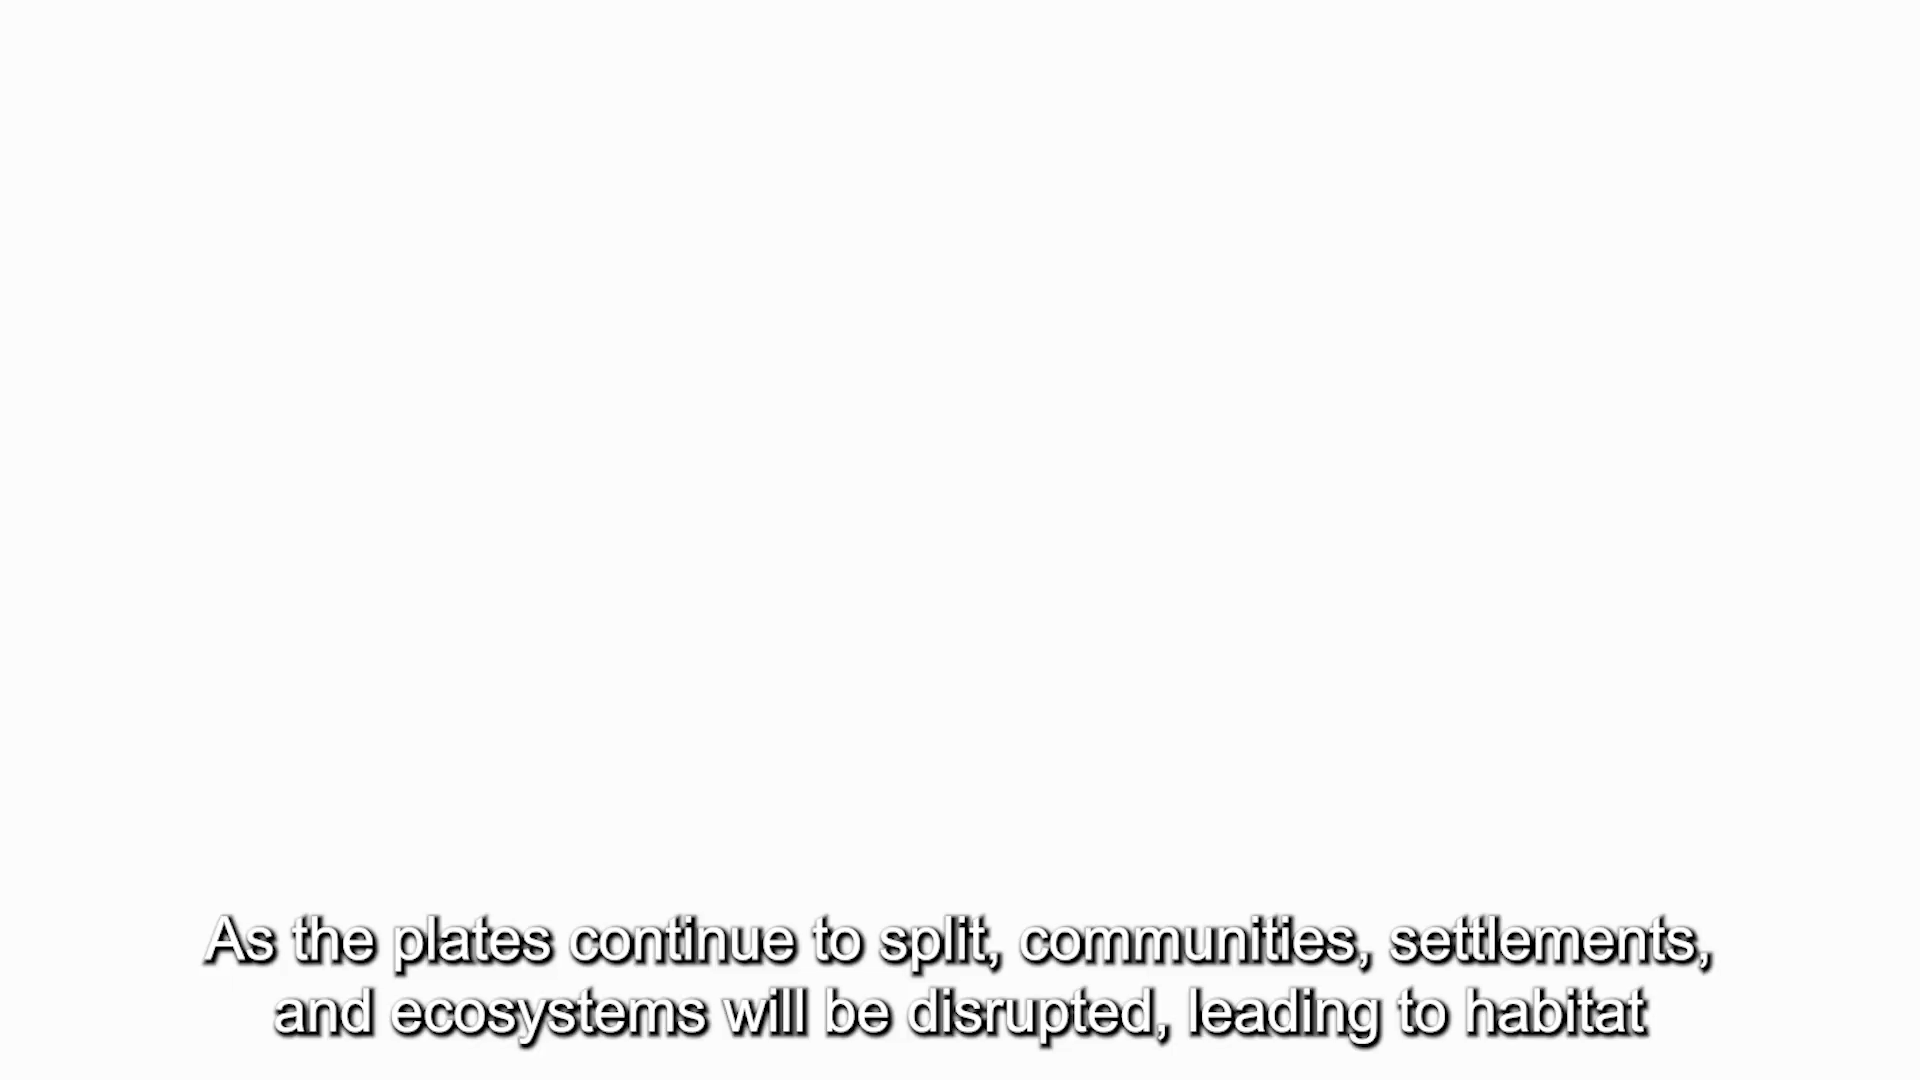 As the plates continue to split, communities, settlements,
and ecosystems will be disrupted, leading to habitat